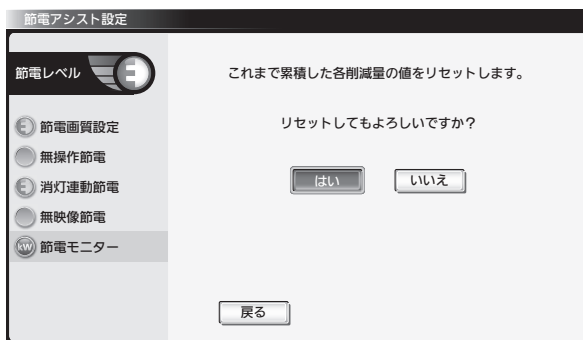 節電アシスト設定
節電レベル
E
E 節電画質設定
無操作節電
E 消灯連動節電
無映像節電
kW 節電モニター
これまで累積した各削減量の値をリセットします。
リセットしてもよろしいですか?
はい
いいえ
戻る